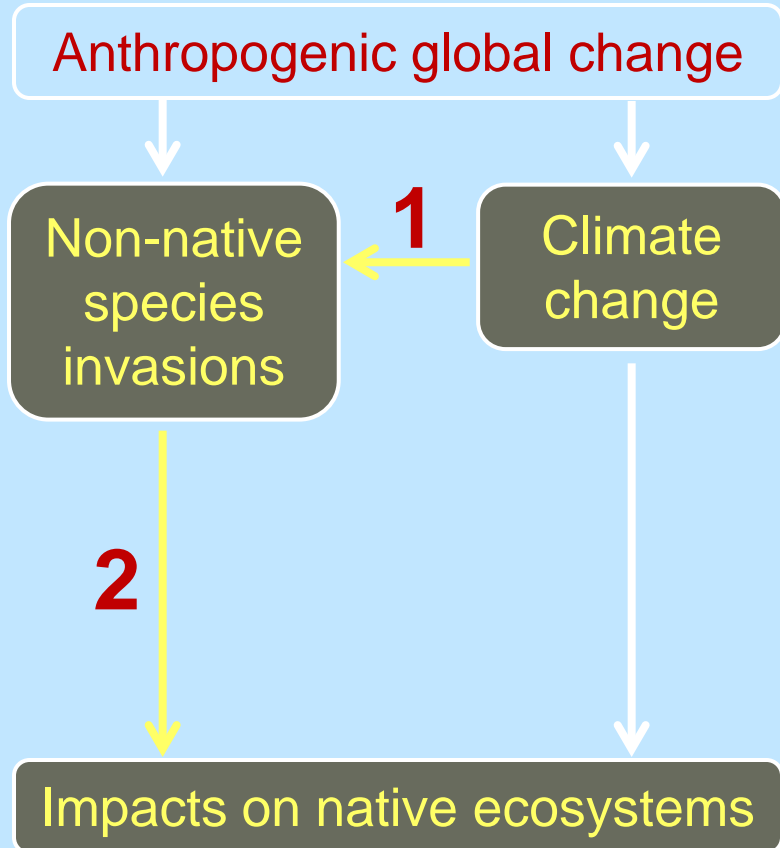 Anthropogenic global change
Non-native
species
invasions
1
Climate
change
2
Impacts on native ecosystems